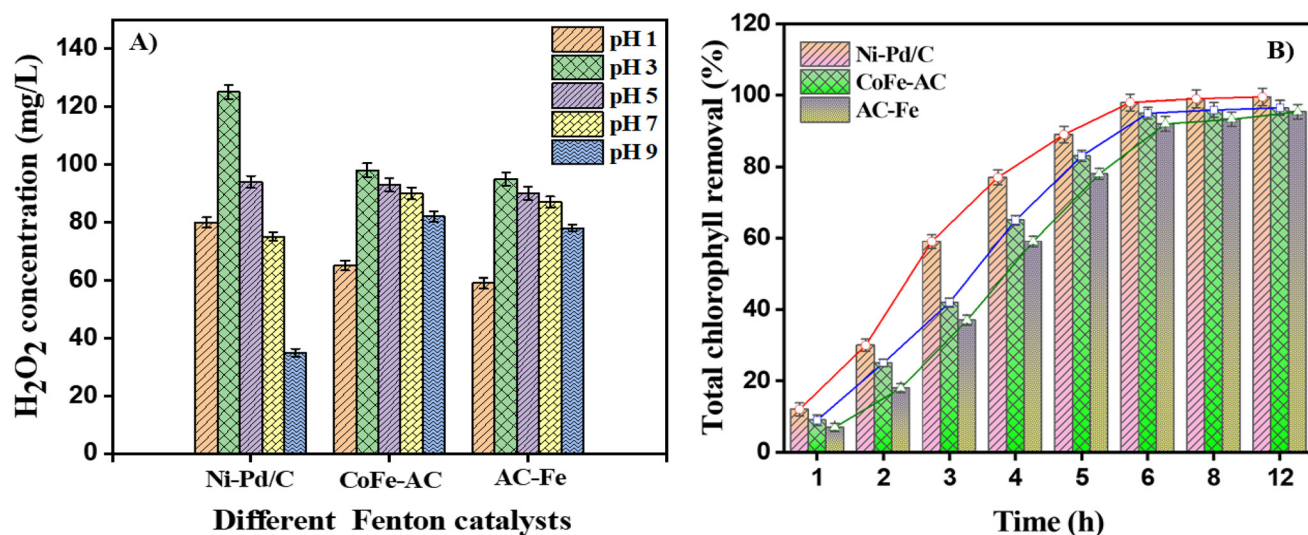 A)
pH 1
pH 3
pH 5
pH 7
pH 9
H₂O₂ concentration (mg/L)
140
120
100
80
60
40
20
0
Ni-Pd/C CoFe-AC AC-Fe
Different Fenton catalysts
B)
Ni-Pd/C
CoFe-AC
AC-Fe
Total chlorophyll removal (%)
120
100
80
60
40
20
0
1 2 3 4 5 6 8 12
Time (h)